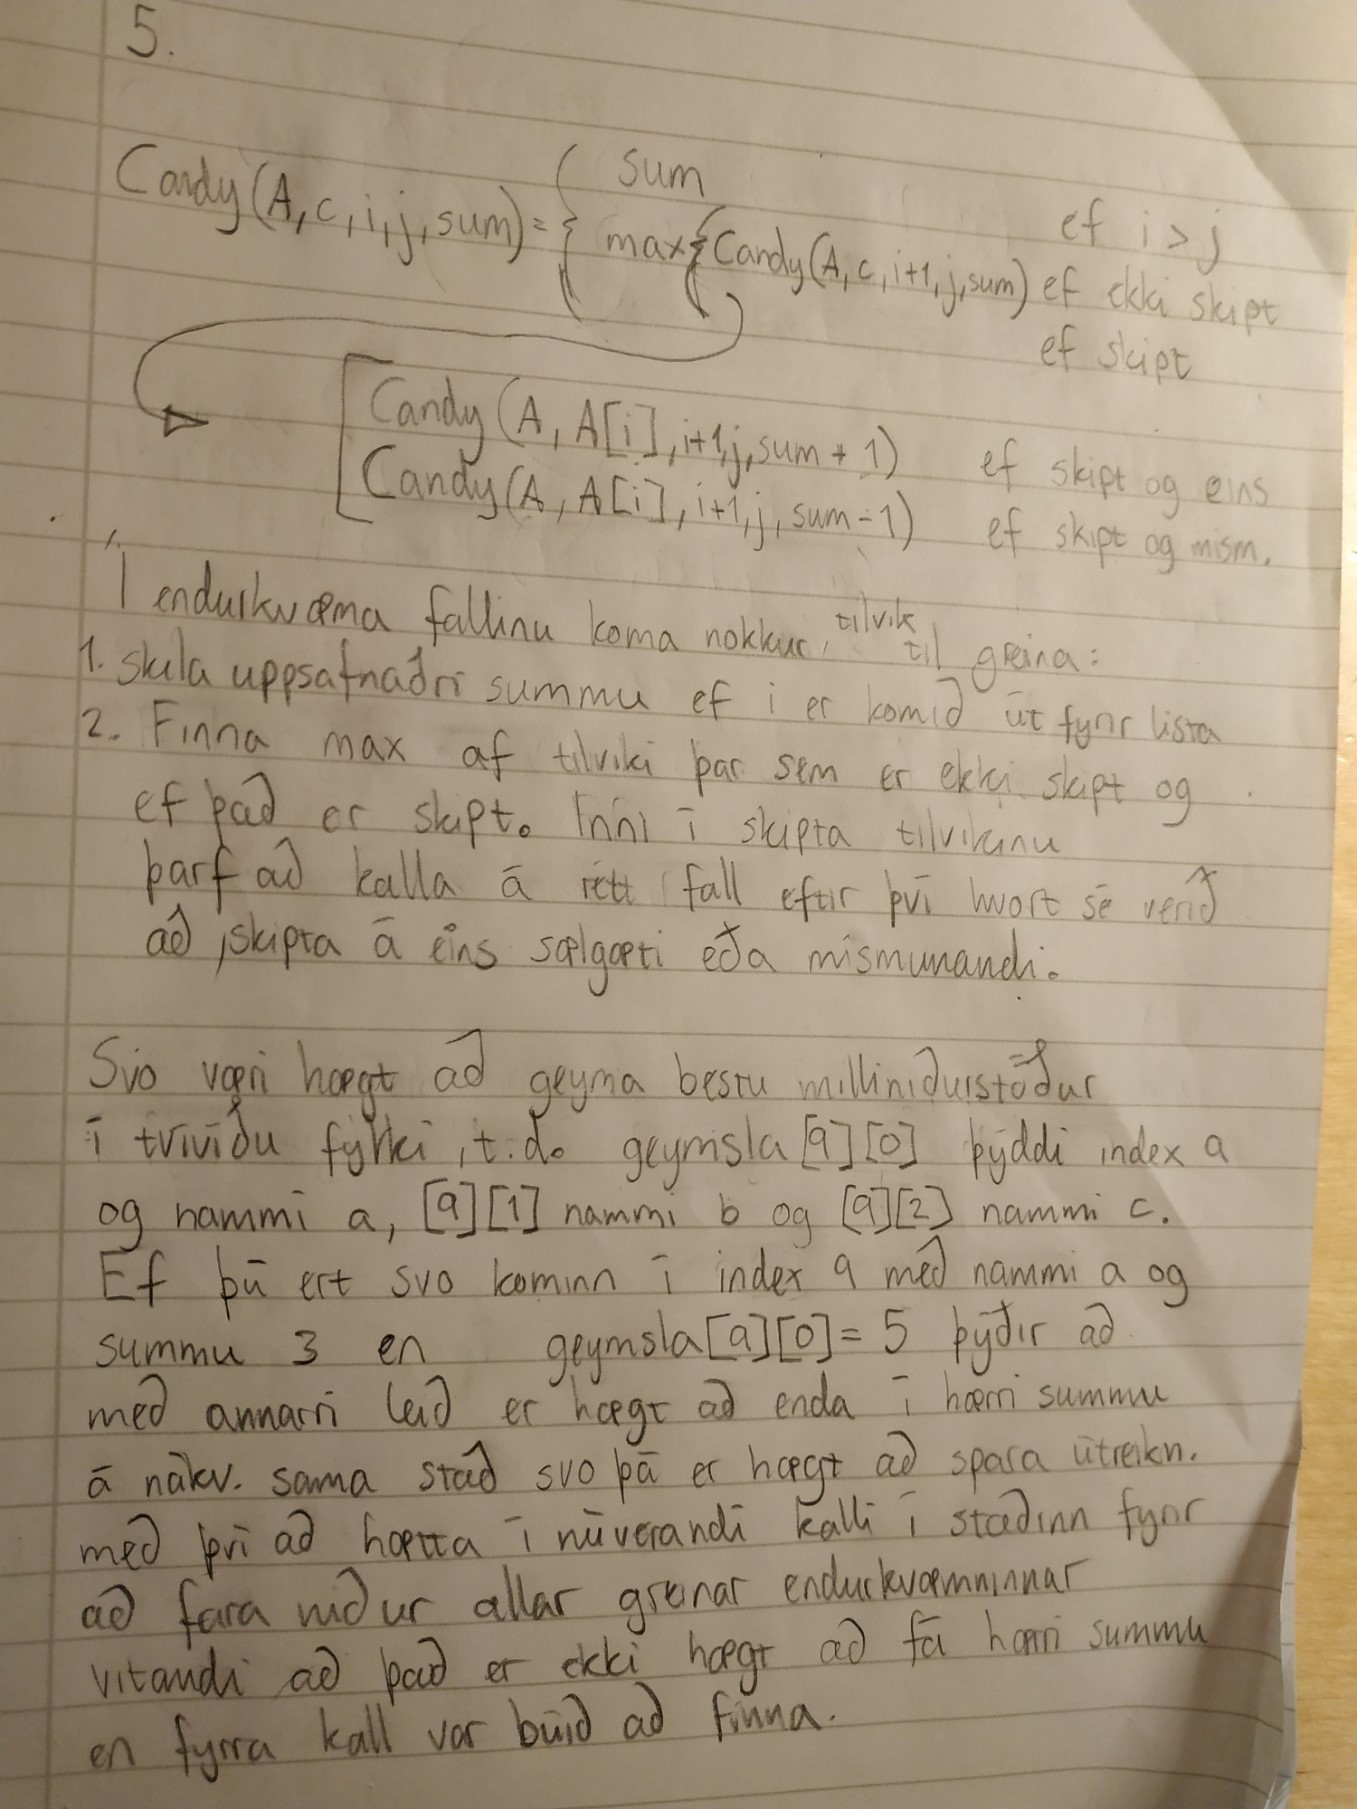 5.
Candy(A, c, i, j, sum) = { sum ef i > j
max { Candy(A, c, i+1, j, sum) ef ekki skipt
ef skipt
Candy (A, A[i], i+1, j, sum + 1) ef skipt og eins
Candy (A, A[i], i+1, j, sum - 1) ef skipt og mism.
Í endurkvæma fallinu koma nokkur tilvik til greina:
1. skila uppsafnaðri summu ef i er komið út fyrir lista
2. Finna max af tilviki þar sem er ekki skipt og
ef það er skipt. Inní í skipta tilvikinu
þarf að kalla á rétt fall eftir því hvort sé verið
að skipta á eins sælgæti eða mismunandi.
Svo væri hægt að geyma bestu milliniðurstöður
í tvívíðu fylki, t.d. geymsla [9][0] þýddi index 9
og nammi a, [9][1] nammi b og [9][2] nammi c.
Ef þú ert svo kominn í index 9 með nammi a og
summu 3 en geymsla[9][0] = 5 þýðir að
með annarri leið er hægt að enda í hærri summu
á nákv. sama stað svo þá er hægt að spara útreikn.
með því að hætta í núverandi kalli í staðinn fyrir
að fara niður allar greinar endurkvæmninnar
vitandi að það er ekki hægt að fá hærri summu
en fyrra kall var búið að finna.